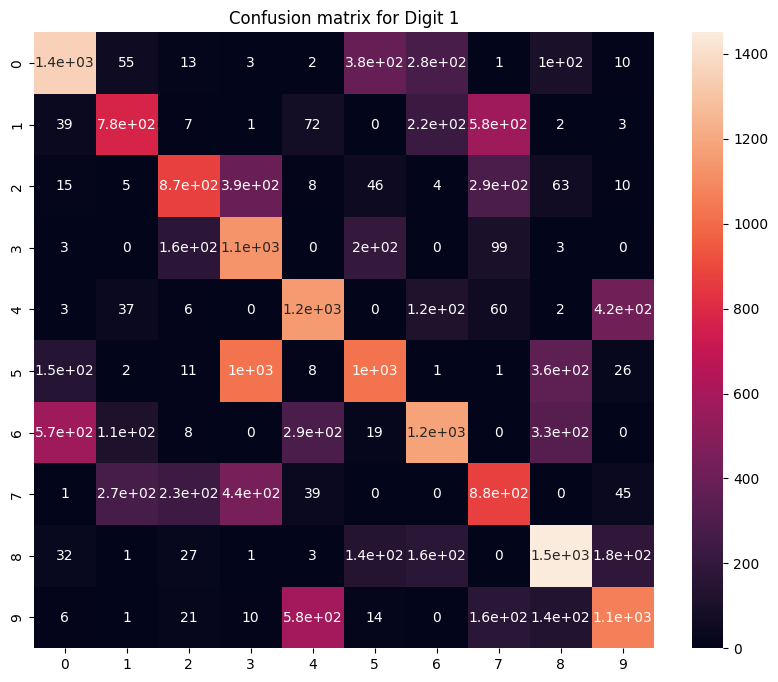 Confusion matrix for Digit 1
0 1.4e+03 55 13 3 2 3.8e+02 2.8e+02 1 1e+02 10
1 39 7.8e+02 7 1 72 0 2.2e+02 5.8e+02 2 3
2 15 5 8.7e+02 3.9e+02 8 46 4 2.9e+02 63 10
3 3 0 1.6e+02 1.1e+03 0 2e+02 0 99 3 0
4 3 37 6 0 1.2e+03 0 1.2e+02 60 2 4.2e+02
5 1.5e+02 2 11 1e+03 8 1e+03 1 1 3.6e+02 26
6 5.7e+02 1.1e+02 8 0 2.9e+02 19 1.2e+03 0 3.3e+02 0
7 1 2.7e+02 2.3e+02 4.4e+02 39 0 0 8.8e+02 0 45
8 32 1 27 1 3 1.4e+02 1.6e+02 0 1.5e+03 1.8e+02
9 6 1 21 10 5.8e+02 14 0 1.6e+02 1.4e+02 1.1e+03
0 1 2 3 4 5 6 7 8 9
1400
1200
1000
800
600
400
200
0